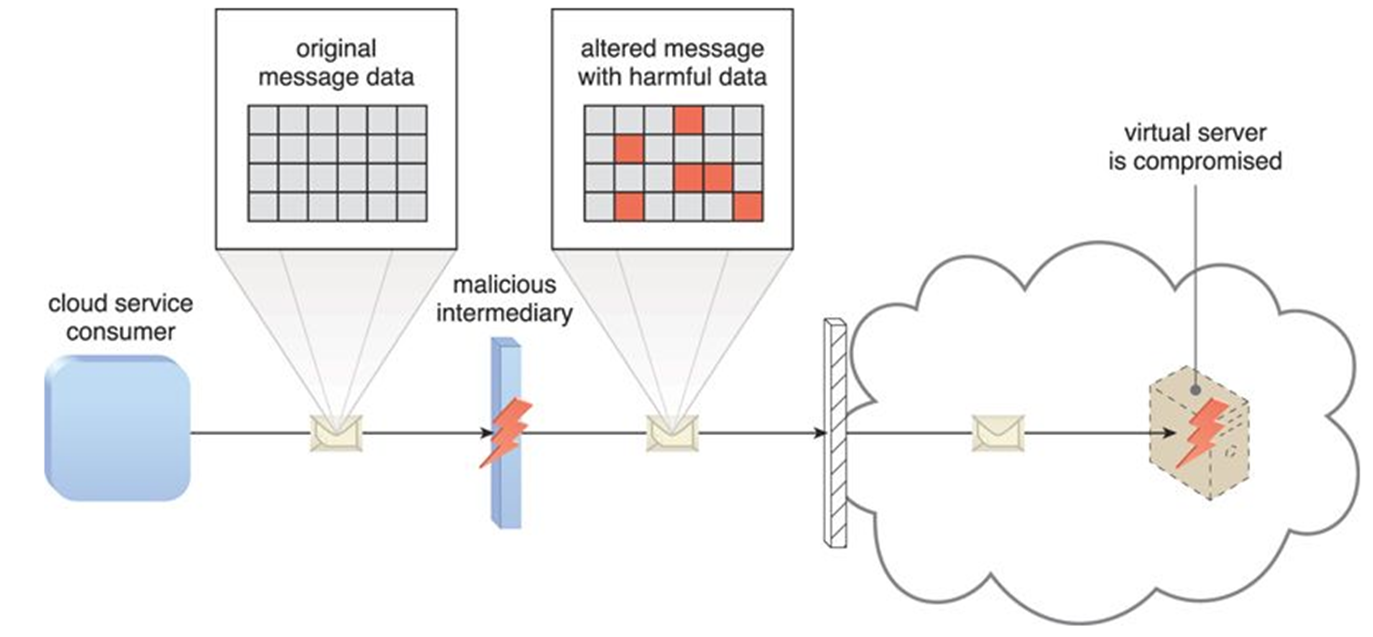 original
message data
altered message
with harmful data
virtual server
is compromised
malicious
intermediary
cloud service
consumer